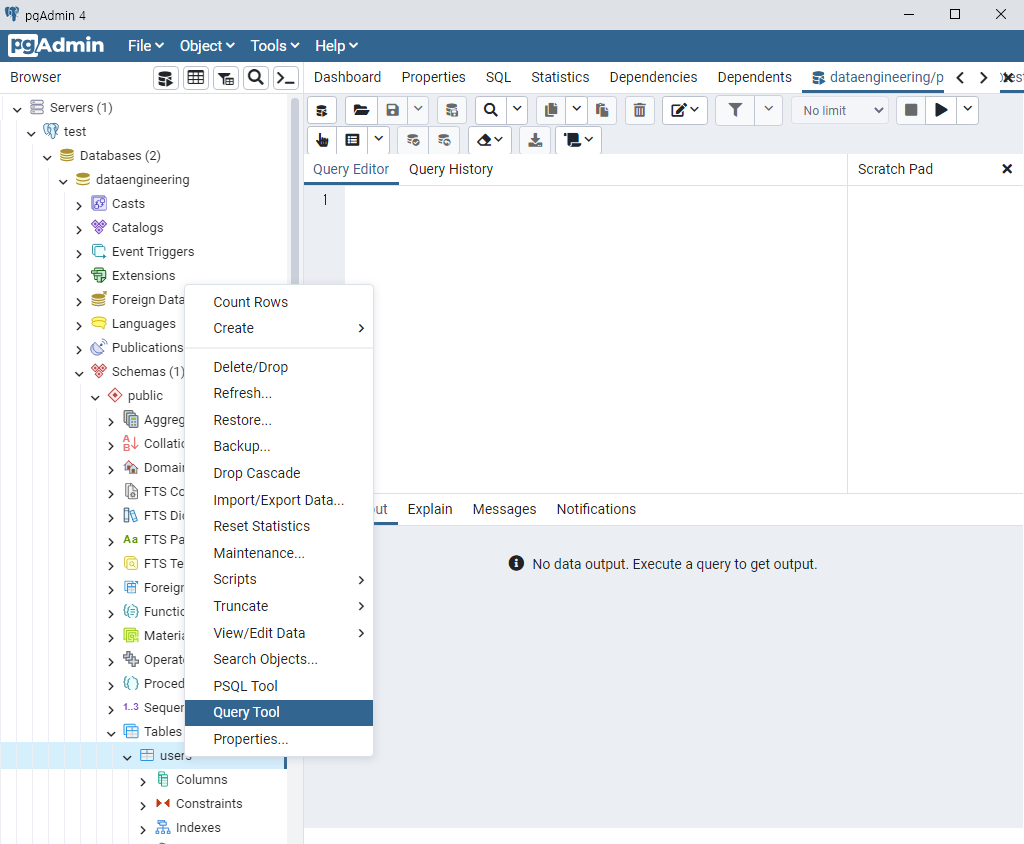 pgAdmin 4
pgAdmin File Object Tools Help
Browser
Dashboard Properties SQL Statistics Dependencies Dependents dataengineering/p
No limit
Servers (1)
test
Databases (2)
dataengineering
Casts
Catalogs
Event Triggers
Extensions
Foreign Data
Languages
Publications
Schemas (1)
public
Aggreg
Collatio
Domain
FTS Co
FTS Di
Aa FTS Pa
FTS Te
Foreign
Functio
Materia
Operat
Proced
1..3 Sequen
Tables
users
Columns
Constraints
Indexes
Count Rows
Create
Delete/Drop
Refresh...
Restore...
Backup...
Drop Cascade
Import/Export Data...
Reset Statistics
Maintenance...
Scripts
Truncate
View/Edit Data
Search Objects...
PSQL Tool
Query Tool
Properties...
Query Editor Query History
Scratch Pad
1
Explain Messages Notifications
No data output. Execute a query to get output.